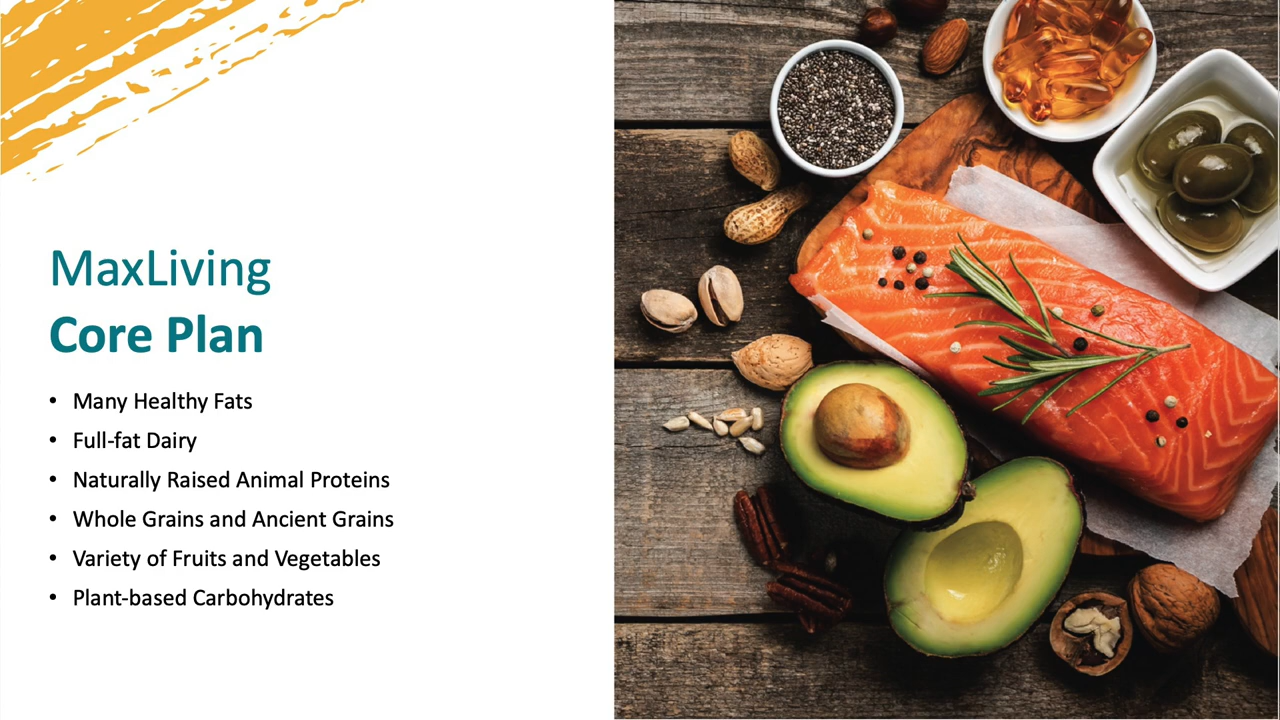 MaxLiving
Core Plan
• Many Healthy Fats
• Full-fat Dairy
• Naturally Raised Animal Proteins
• Whole Grains and Ancient Grains
• Variety of Fruits and Vegetables
• Plant-based Carbohydrates